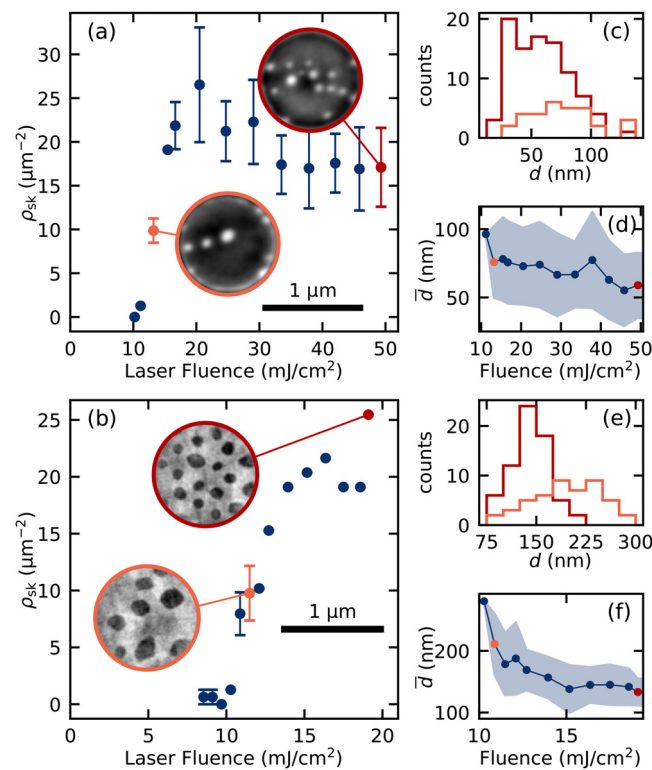 (a)
ρsk (μm⁻²)
30
25
20
15
10
5
0
1 μm
0 10 20 30 40 50
Laser Fluence (mJ/cm²)
(c)
counts
20
10
0
50 100
d (nm)
(d)
d̅ (nm)
100
50
10 20 30 40 50
Fluence (mJ/cm²)
(b)
ρsk (μm⁻²)
25
20
15
10
5
0
1 μm
0 5 10 15 20
Laser Fluence (mJ/cm²)
(e)
counts
20
10
0
75 150 225 300
d (nm)
(f)
d̅ (nm)
200
100
10 15
Fluence (mJ/cm²)